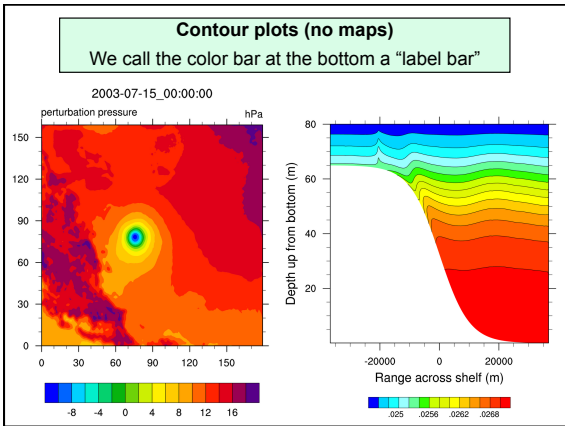 Contour plots (no maps)
We call the color bar at the bottom a “label bar”
2003-07-15_00:00:00
perturbation pressure hPa
150
120
90
60
30
0
0 30 60 90 120 150
-8 -4 0 4 8 12 16
80
60
40
20
Depth up from bottom (m)
-20000 0 20000
Range across shelf (m)
.025 .0256 .0262 .0268